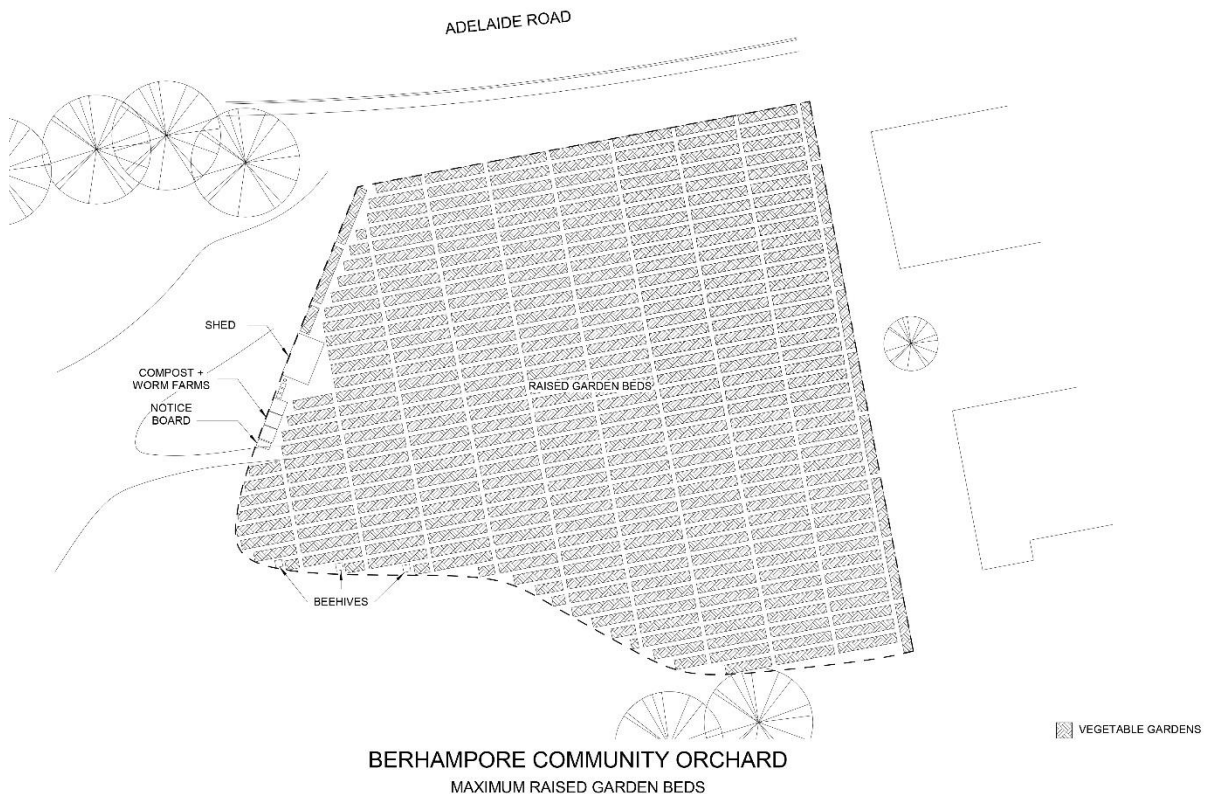 ADELAIDE ROAD
SHED
COMPOST +
WORM FARMS
NOTICE
BOARD
RAISED GARDEN BEDS
BEEHIVES
VEGETABLE GARDENS
BERHAMPORE COMMUNITY ORCHARD
MAXIMUM RAISED GARDEN BEDS